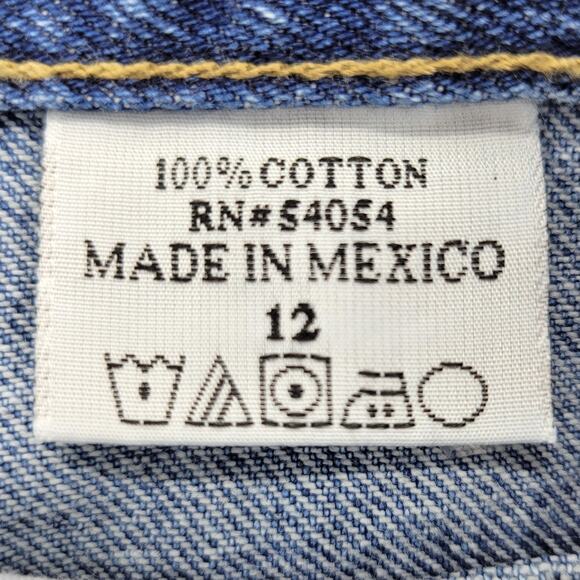 100% COTTON
RN# 54054
MADE IN MEXICO
12